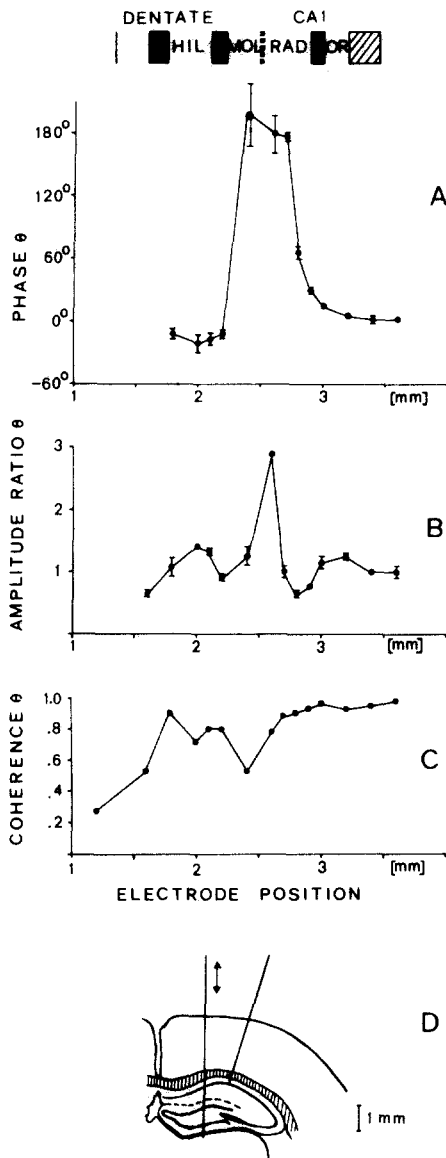 DENTATE CA1
HIL MOL RAD OR
180°
120°
60°
0°
-60°
PHASE θ
A
1 2 3 [mm]
3
2
1
AMPLITUDE RATIO θ
B
1 2 3 [mm]
1.0
.8
.6
.4
.2
COHERENCE θ
C
1 2 3 [mm]
ELECTRODE POSITION
D
1 mm